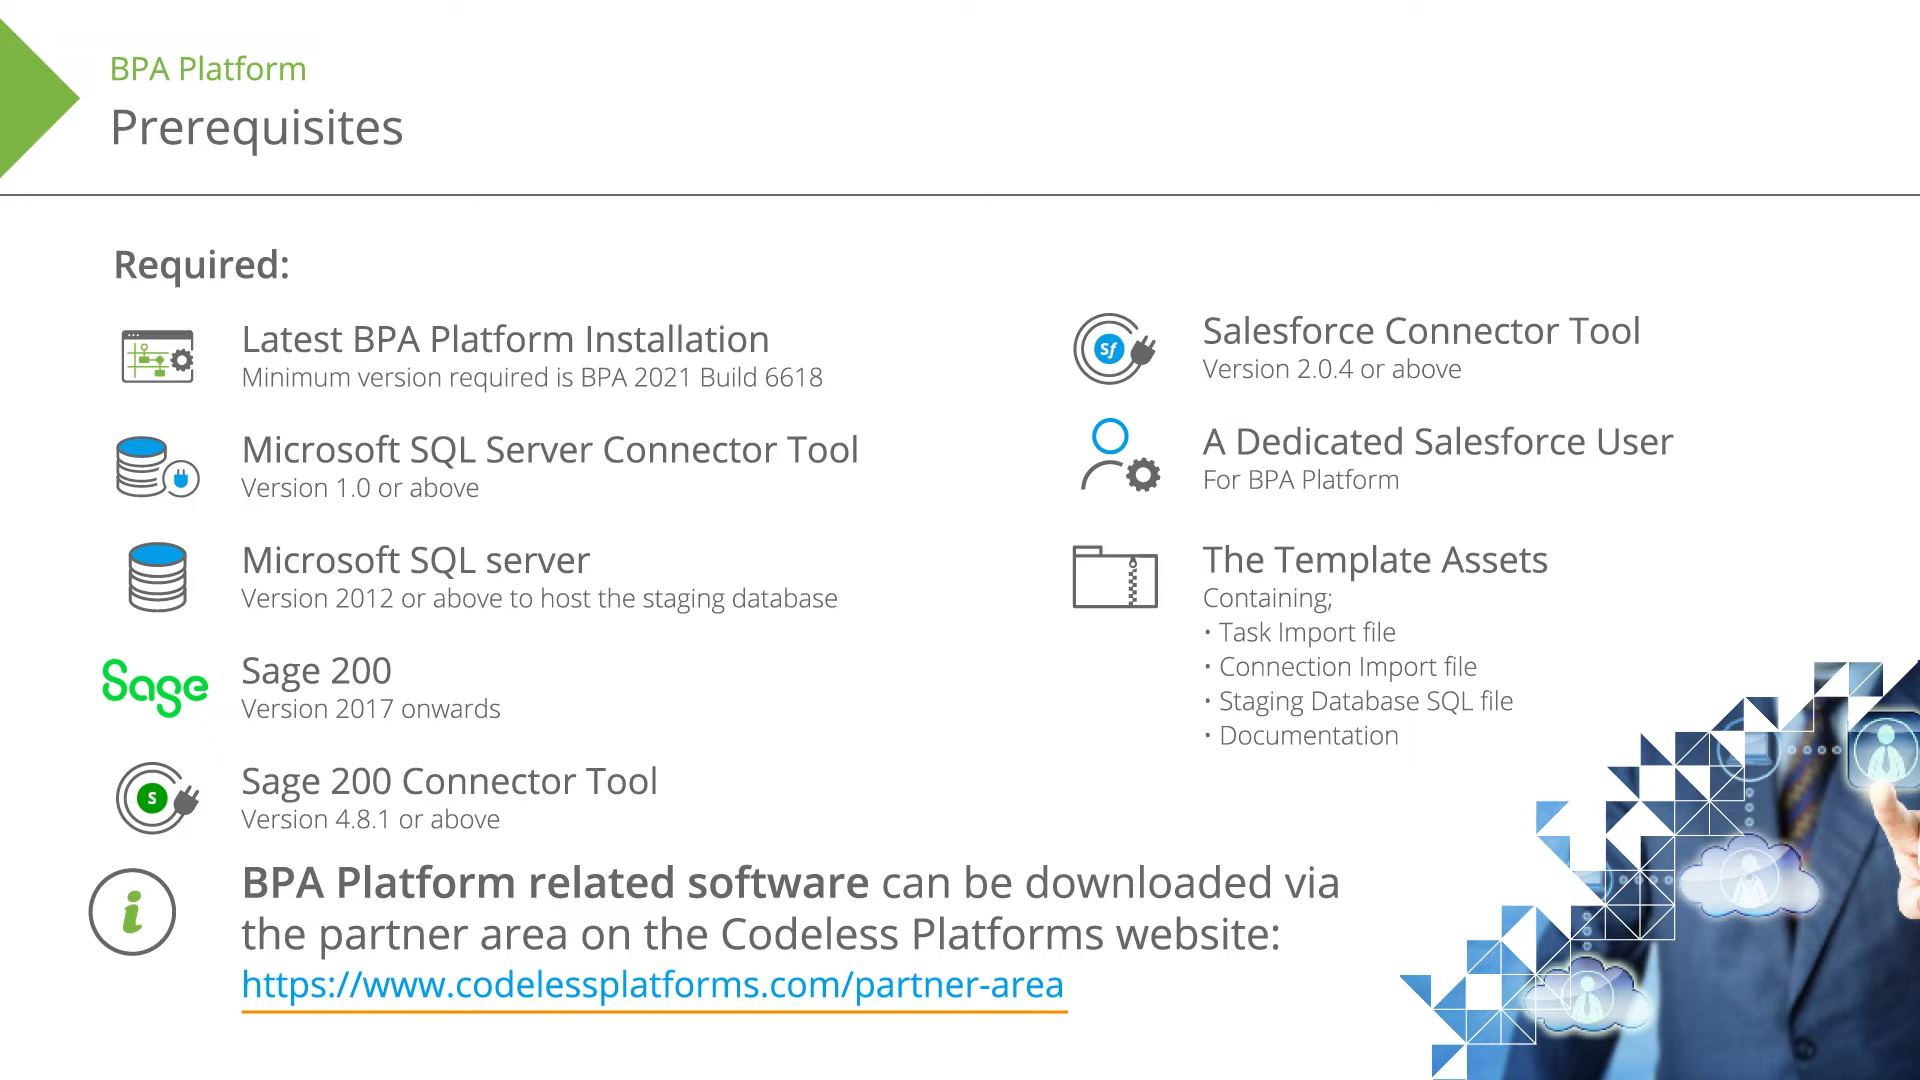 BPA Platform
Prerequisites
Required:
Latest BPA Platform Installation
Minimum version required is BPA 2021 Build 6618
Microsoft SQL Server Connector Tool
Version 1.0 or above
Microsoft SQL server
Version 2012 or above to host the staging database
Sage
Sage 200
Version 2017 onwards
S
Sage 200 Connector Tool
Version 4.8.1 or above
Sf
Salesforce Connector Tool
Version 2.0.4 or above
A Dedicated Salesforce User
For BPA Platform
The Template Assets
Containing;
• Task Import file
• Connection Import file
• Staging Database SQL file
• Documentation
i
BPA Platform related software can be downloaded via
the partner area on the Codeless Platforms website:
https://www.codelessplatforms.com/partner-area